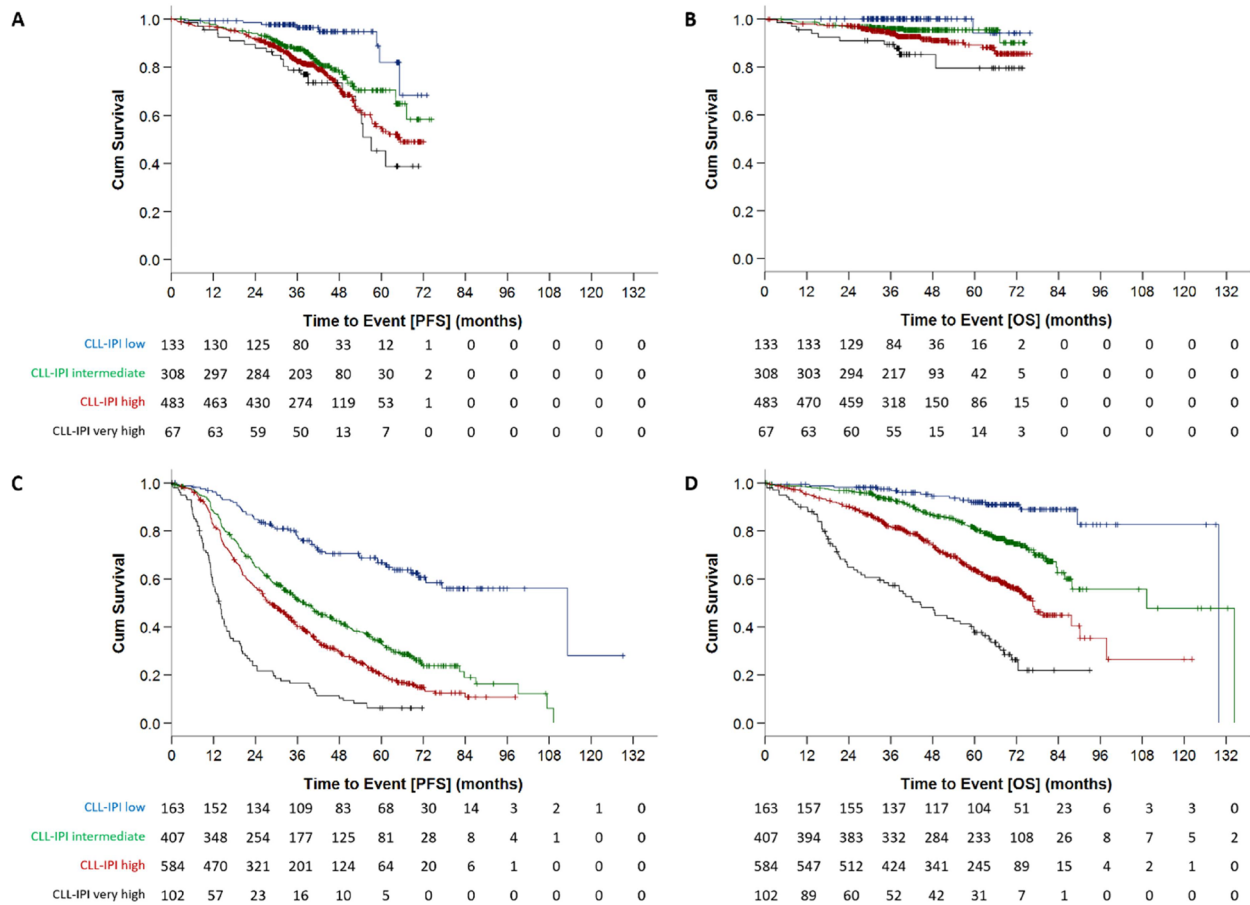 A
Cum Survival
1.0
0.8
0.6
0.4
0.2
0.0
0 12 24 36 48 60 72 84 96 108 120 132
Time to Event [PFS] (months)
CLL-IPI low 133 130 125 80 33 12 1 0 0 0 0 0
CLL-IPI intermediate 308 297 284 203 80 30 2 0 0 0 0 0
CLL-IPI high 483 463 430 274 119 53 1 0 0 0 0 0
CLL-IPI very high 67 63 59 50 13 7 0 0 0 0 0 0
B
Cum Survival
1.0
0.8
0.6
0.4
0.2
0.0
0 12 24 36 48 60 72 84 96 108 120 132
Time to Event [OS] (months)
133 133 129 84 36 16 2 0 0 0 0 0
308 303 294 217 93 42 5 0 0 0 0 0
483 470 459 318 150 86 15 0 0 0 0 0
67 63 60 55 15 14 3 0 0 0 0 0
C
Cum Survival
1.0
0.8
0.6
0.4
0.2
0.0
0 12 24 36 48 60 72 84 96 108 120 132
Time to Event [PFS] (months)
CLL-IPI low 163 152 134 109 83 68 30 14 3 2 1 0
CLL-IPI intermediate 407 348 254 177 125 81 28 8 4 1 0 0
CLL-IPI high 584 470 321 201 124 64 20 6 1 0 0 0
CLL-IPI very high 102 57 23 16 10 5 0 0 0 0 0 0
D
Cum Survival
1.0
0.8
0.6
0.4
0.2
0.0
0 12 24 36 48 60 72 84 96 108 120 132
Time to Event [OS] (months)
163 157 155 137 117 104 51 23 6 3 3 0
407 394 383 332 284 233 108 26 8 7 5 2
584 547 512 424 341 245 89 15 4 2 1 0
102 89 60 52 42 31 7 1 0 0 0 0